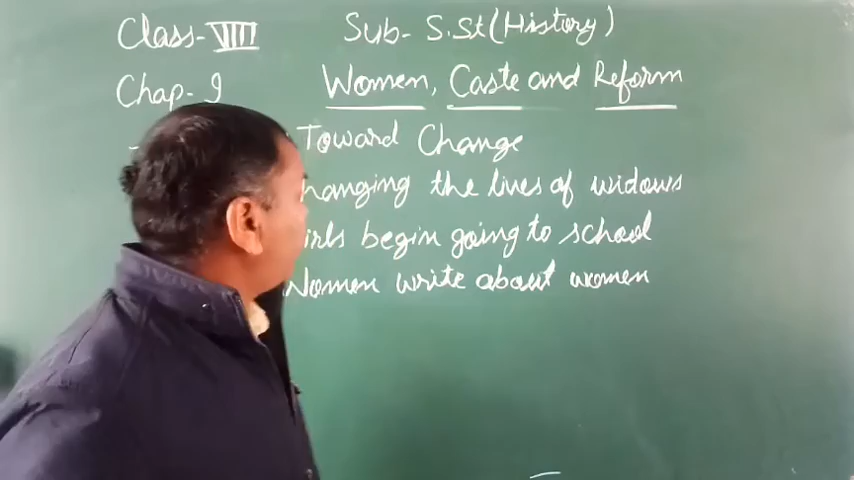 Class- VIII Sub- S.St (History)
Chap- 9 Women, Caste and Reform
Toward Change
hanging the lives of widows
irls begin going to school
Women write about women